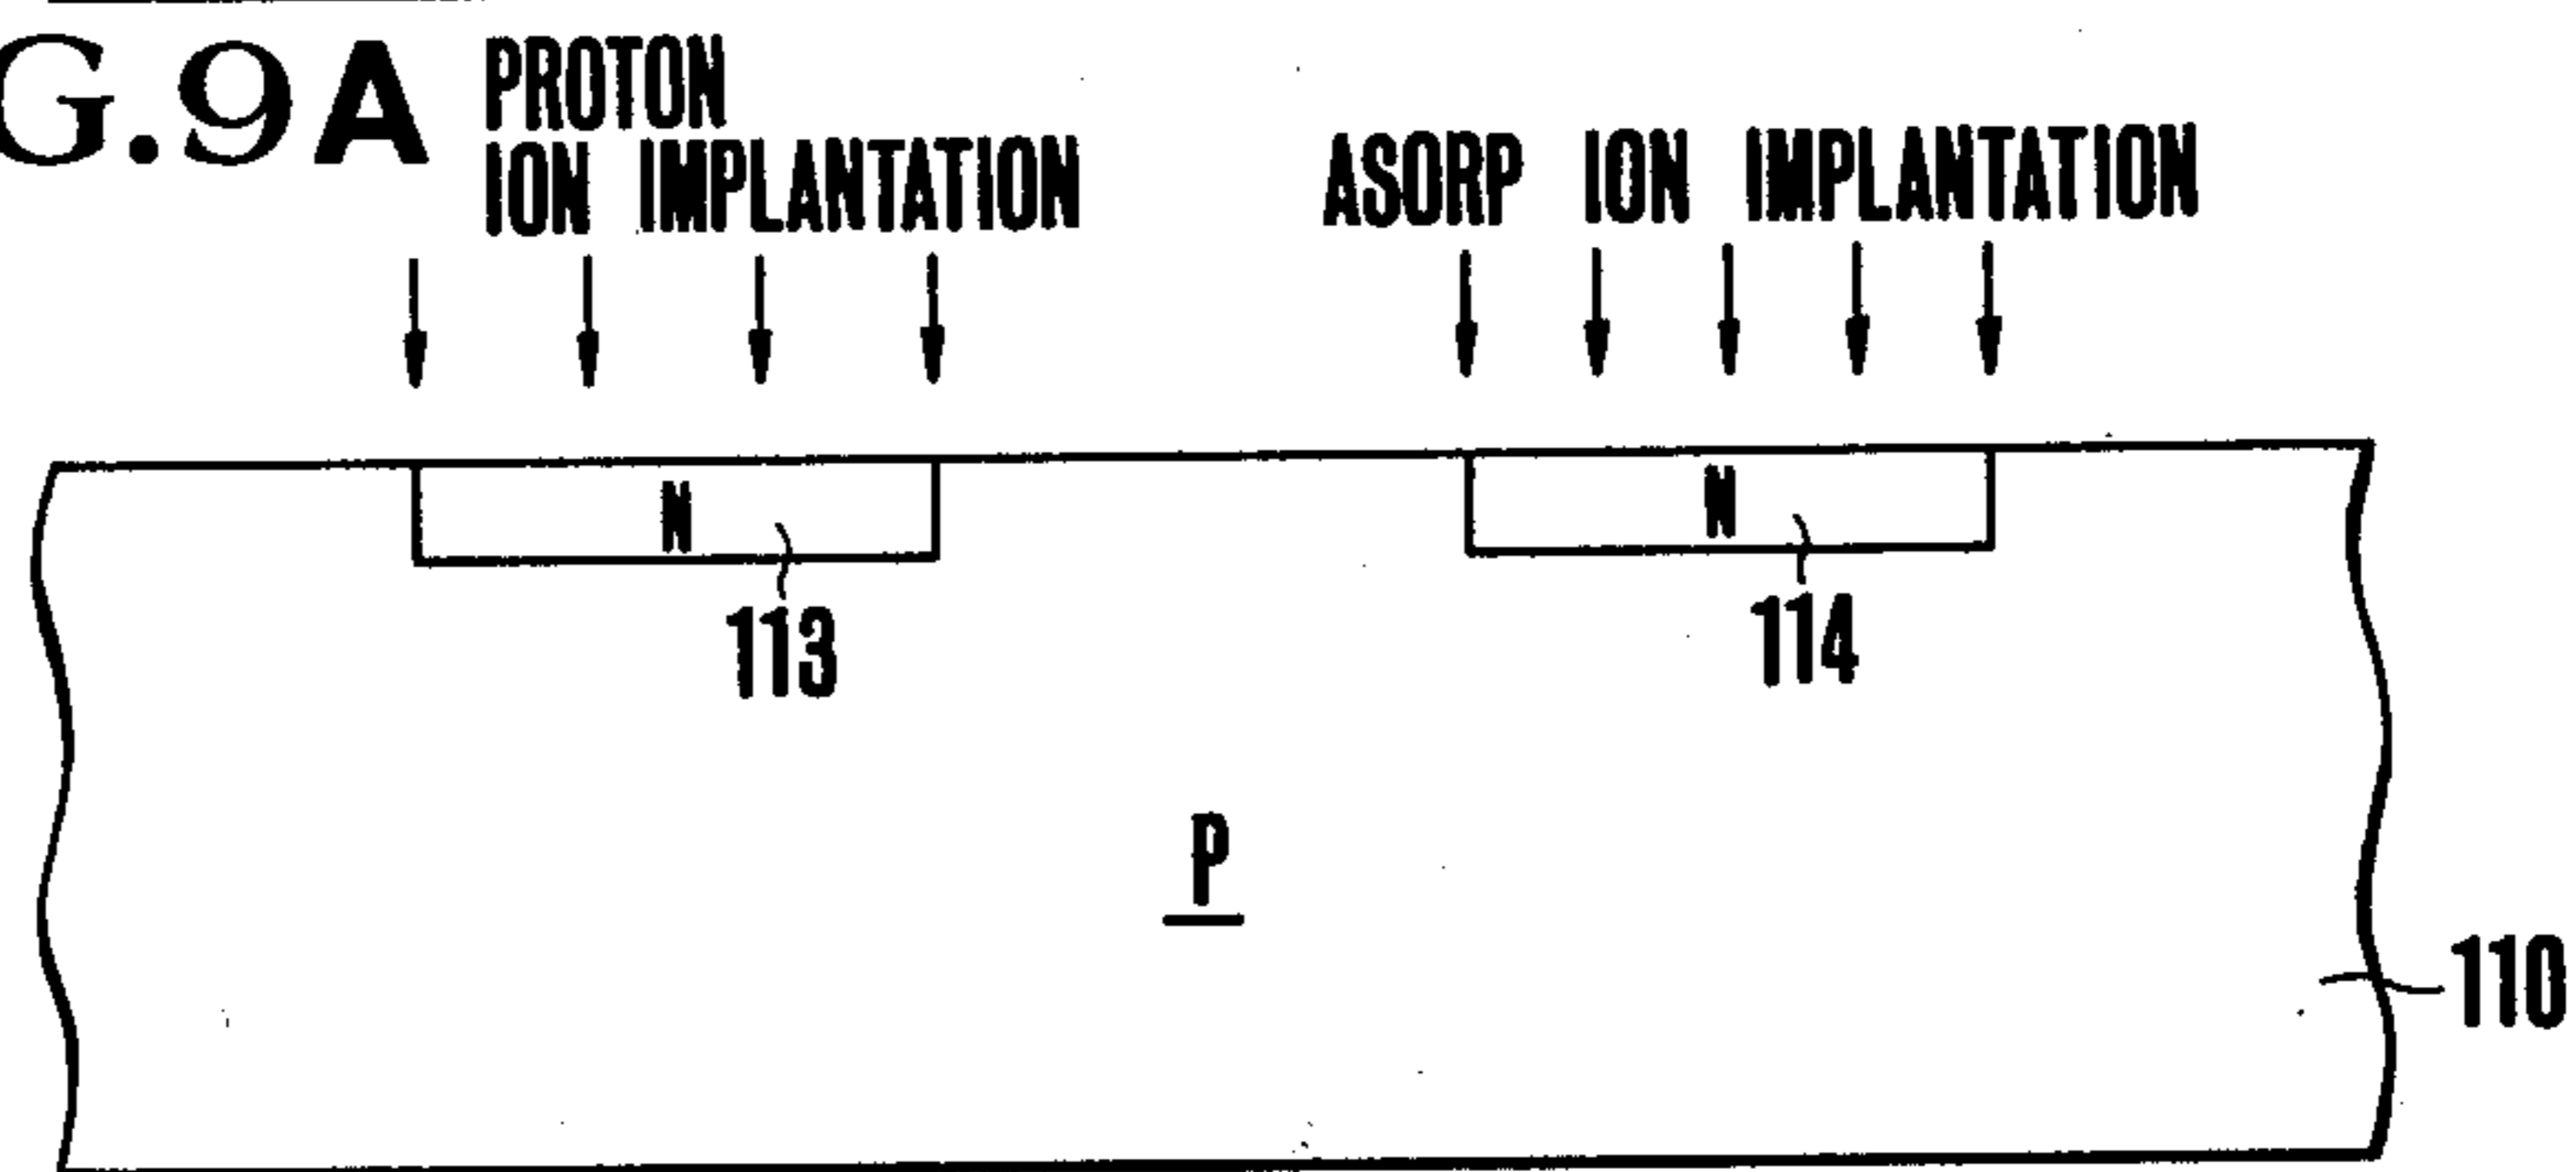 G.9A
PROTON
ION IMPLANTATION
ASORP ION IMPLANTATION
N
N
113
114
P
110